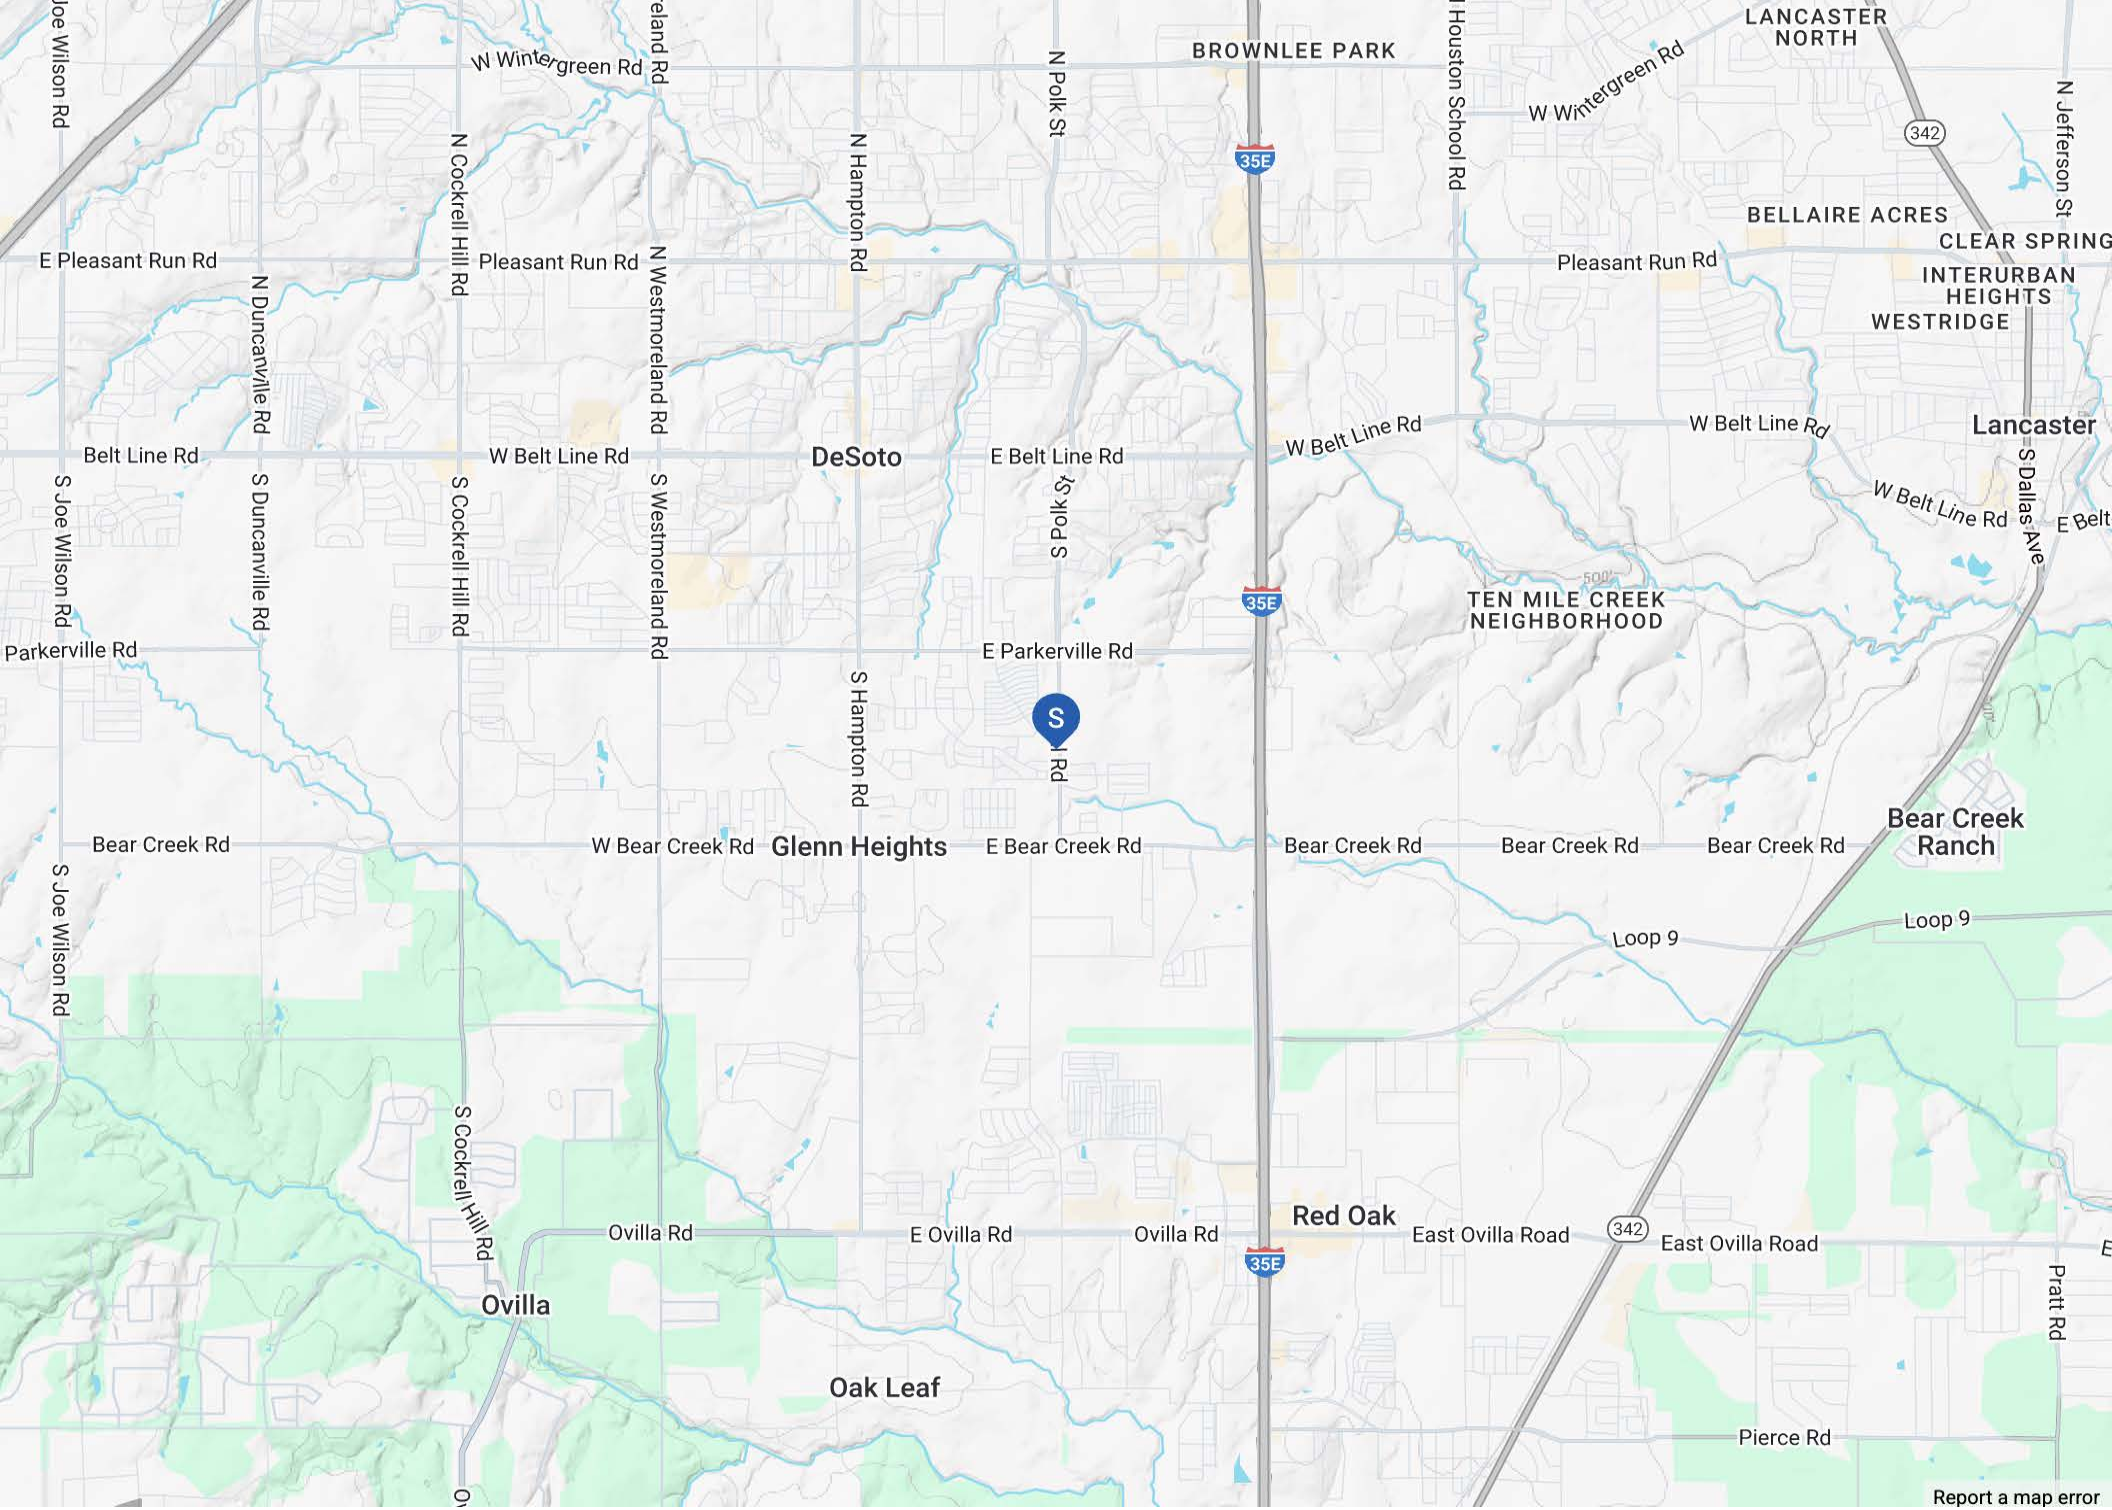 Joe Wilson Rd
W Wintergreen Rd
eland Rd
N Polk St
BROWNLEE PARK
Houston School Rd
LANCASTER
NORTH
W Wintergreen Rd
342
N Jefferson St
N Cockrell Hill Rd
N Hampton Rd
35E
BELLAIRE ACRES
CLEAR SPRING
E Pleasant Run Rd
Pleasant Run Rd
Pleasant Run Rd
INTERURBAN
HEIGHTS
WESTRIDGE
N Duncanville Rd
N Westmoreland Rd
Belt Line Rd
W Belt Line Rd
DeSoto
E Belt Line Rd
W Belt Line Rd
W Belt Line Rd
Lancaster
S Joe Wilson Rd
S Duncanville Rd
S Cockrell Hill Rd
S Westmoreland Rd
S Polk St
W Belt Line Rd
S Dallas Ave
E Belt
500'
35E
TEN MILE CREEK
NEIGHBORHOOD
Parkerville Rd
E Parkerville Rd
S Hampton Rd
S
Rd
Bear Creek Rd
W Bear Creek Rd
Glenn Heights
E Bear Creek Rd
Bear Creek Rd
Bear Creek Rd
Bear Creek Rd
Bear Creek
Ranch
S Joe Wilson Rd
Loop 9
Loop 9
S Cockrell Hill Rd
Ovilla Rd
E Ovilla Rd
Ovilla Rd
Red Oak
East Ovilla Road
342
East Ovilla Road
E
35E
Ovilla
Pratt Rd
Oak Leaf
Pierce Rd
Report a map error